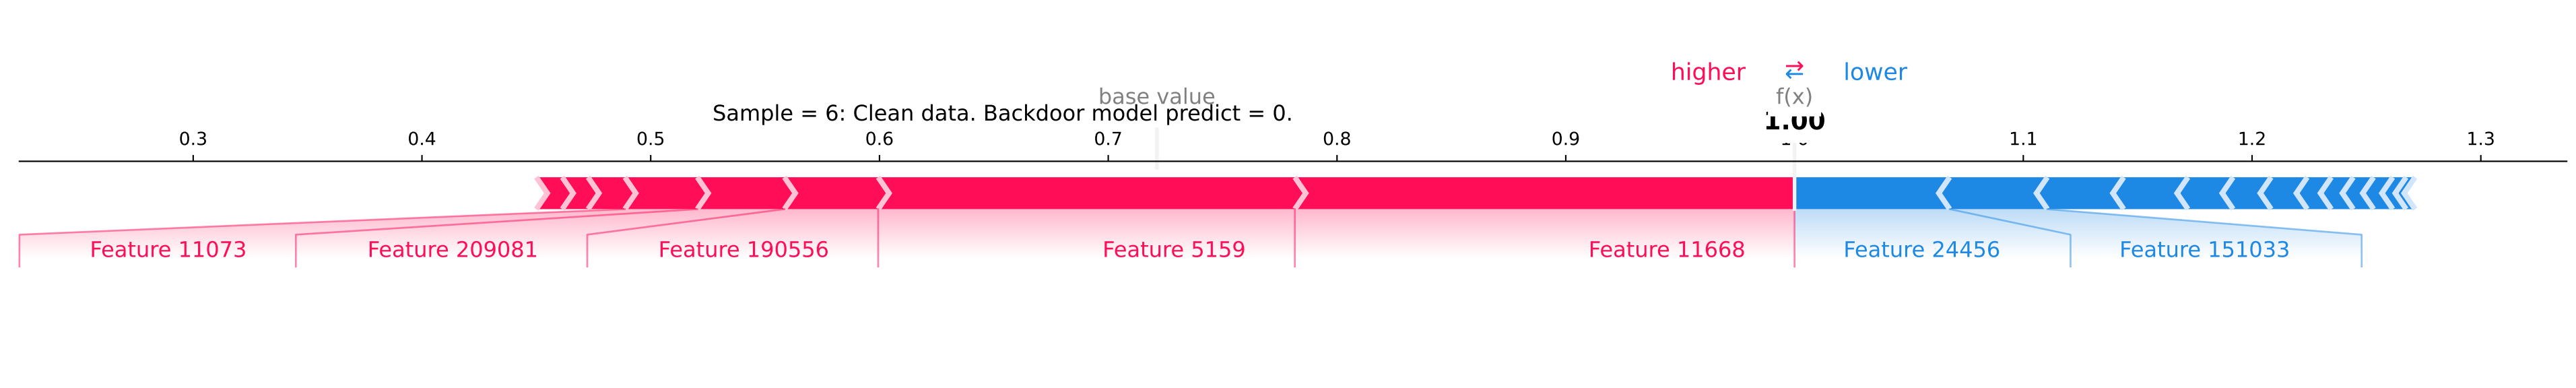 higher ⇄ lower
base value f(x)
Sample = 6: Clean data. Backdoor model predict = 0. 1.00
0.3 0.4 0.5 0.6 0.7 0.8 0.9 1.1 1.2 1.3
Feature 11073 Feature 209081 Feature 190556 Feature 5159 Feature 11668 Feature 24456 Feature 151033